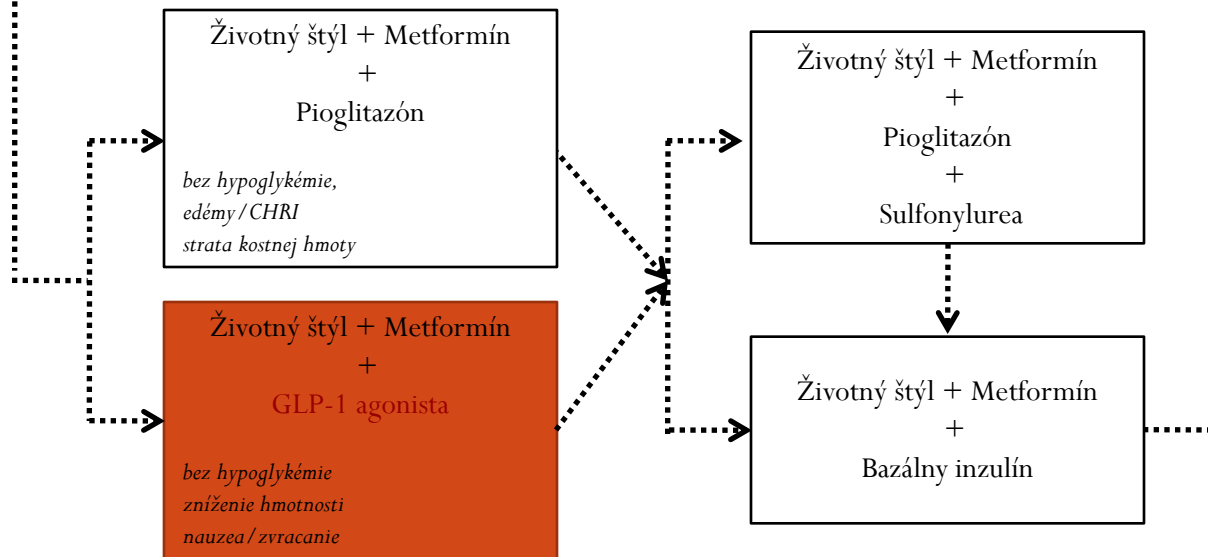 Životný štýl + Metformín
+
Pioglitazón
bez hypoglykémie,
edémy/CHRI
strata kostnej hmoty
Životný štýl + Metformín
+
GLP-1 agonista
bez hypoglykémie
zníženie hmotnosti
nauzea/zvracanie
Životný štýl + Metformín
+
Pioglitazón
+
Sulfonylurea
Životný štýl + Metformín
+
Bazálny inzulín